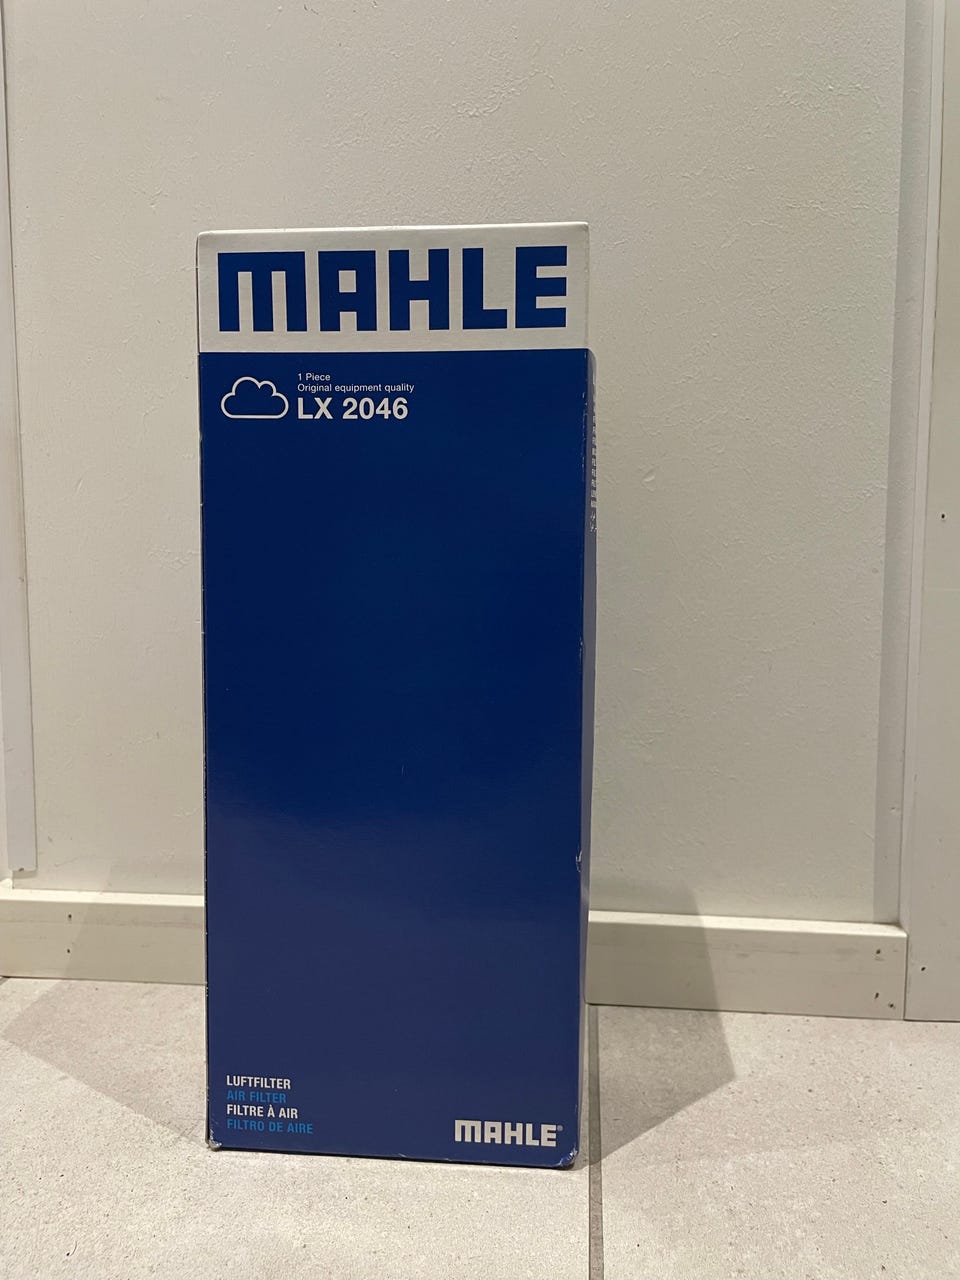 MAHLE
1 Piece
Original equipment quality
LX 2046
LUFTFILTER
AIR FILTER
FILTRE À AIR
FILTRO DE AIRE
MAHLE®